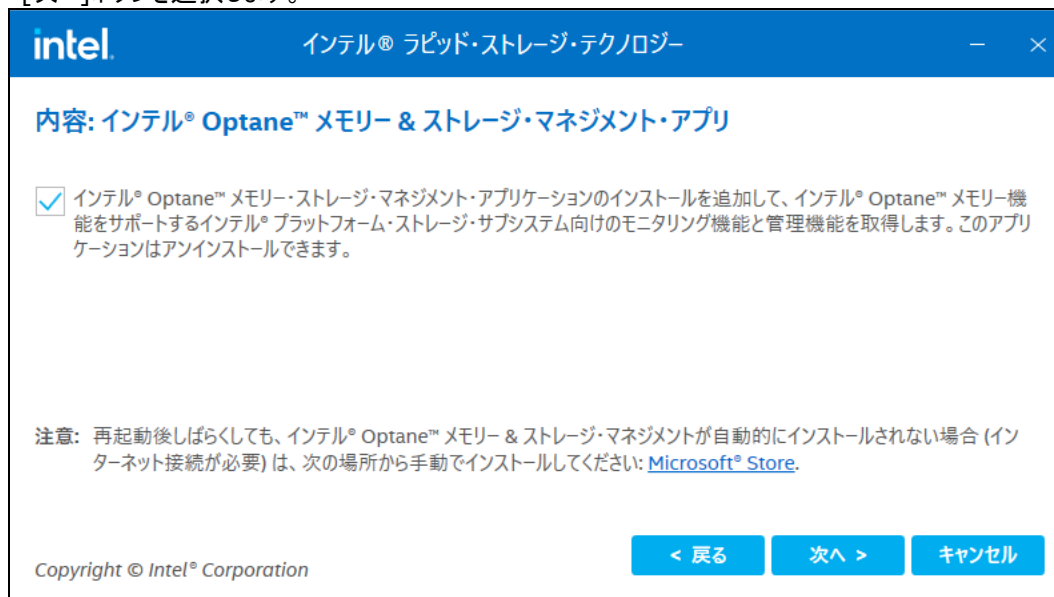 intel.
インテル® ラピッド・ストレージ・テクノロジー
内容: インテル® Optane™ メモリー & ストレージ・マネジメント・アプリ
インテル® Optane™ メモリー・ストレージ・マネジメント・アプリケーションのインストールを追加して、インテル® Optane™ メモリー機
能をサポートするインテル® プラットフォーム・ストレージ・サブシステム向けのモニタリング機能と管理機能を取得します。このアプリ
ケーションはアンインストールできます。
注意: 再起動後しばらくしても、インテル® Optane™ メモリー & ストレージ・マネジメントが自動的にインストールされない場合 (イン
ターネット接続が必要) は、次の場所から手動でインストールしてください: Microsoft® Store.
< 戻る
次へ >
キャンセル
Copyright © Intel® Corporation